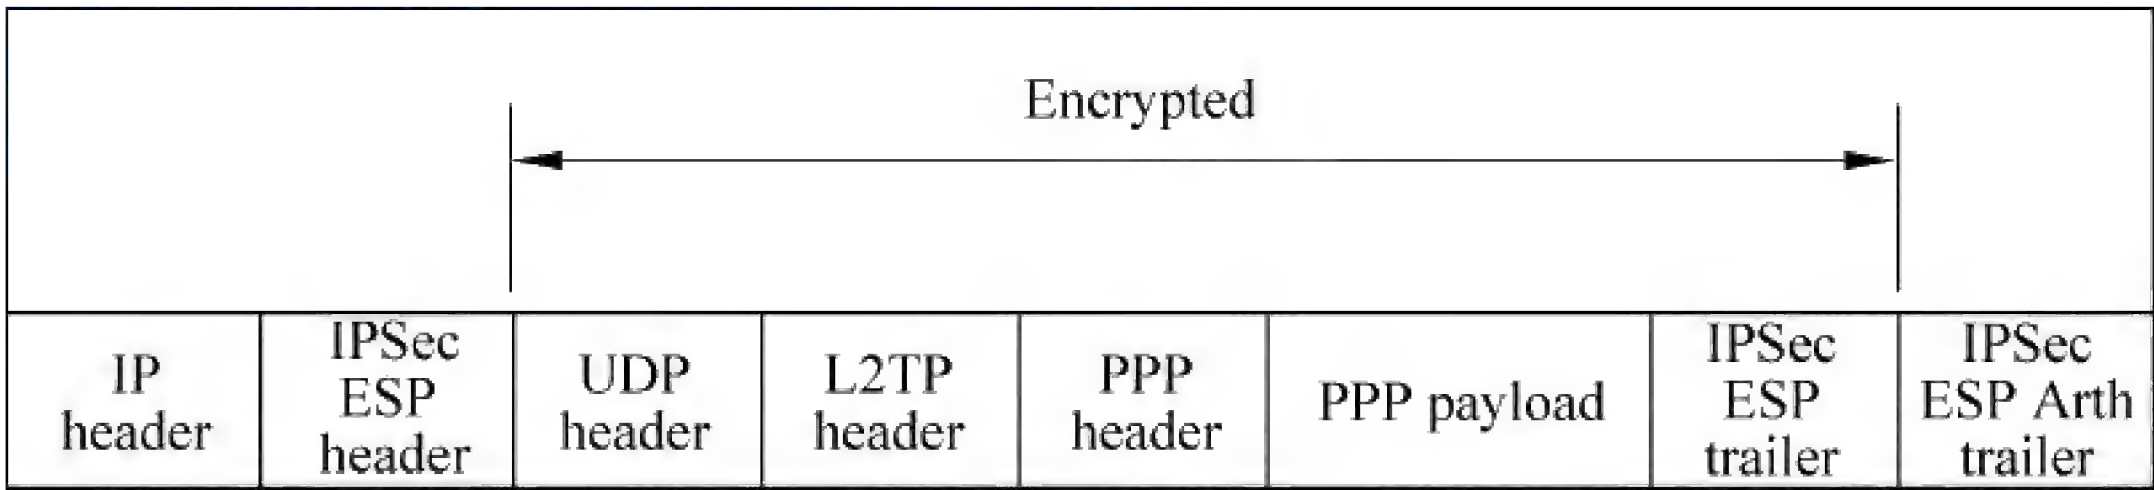 Encrypted
IP
header
IPSec
ESP
header
UDP
header
L2TP
header
PPP
header
PPP payload
IPSec
ESP
trailer
IPSec
ESP Arth
trailer